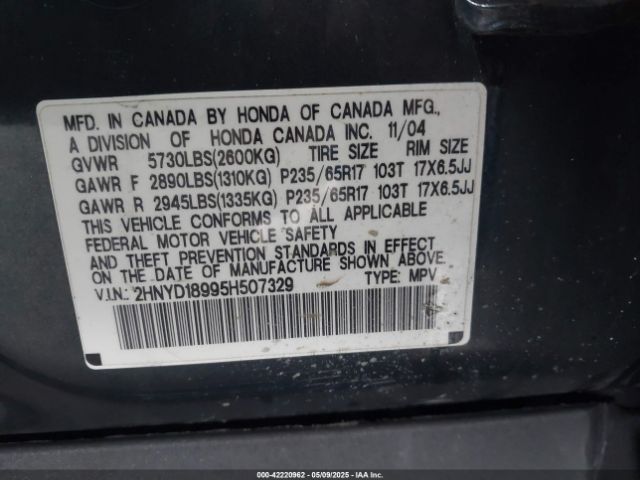 MFD. IN CANADA BY HONDA OF CANADA MFG.,
A DIVISION OF HONDA CANADA INC. 11/04
GVWR 5730LBS(2600KG) TIRE SIZE RIM SIZE
GAWR F 2890LBS(1310KG) P235/65R17 103T 17X6.5JJ
GAWR R 2945LBS(1335KG) P235/65R17 103T 17X6.5JJ
THIS VEHICLE CONFORMS TO ALL APPLICABLE
FEDERAL MOTOR VEHICLE SAFETY
AND THEFT PREVENTION STANDARDS IN EFFECT
ON THE DATE OF MANUFACTURE SHOWN ABOVE.
V.I.N.: 2HNYD18995H507329 TYPE: MPV
000-42220962 | 05/09/2025 | IAAI.COM